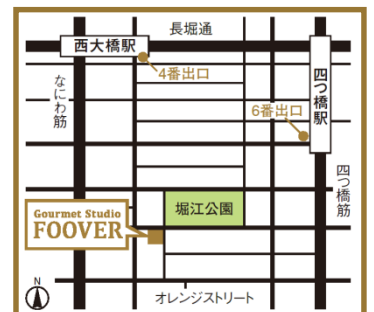 長堀通
西大橋駅
4番出口
なにわ筋
四つ橋駅
6番出口
四つ橋筋
堀江公園
Gourmet Studio
FOOVER
N
オレンジストリート